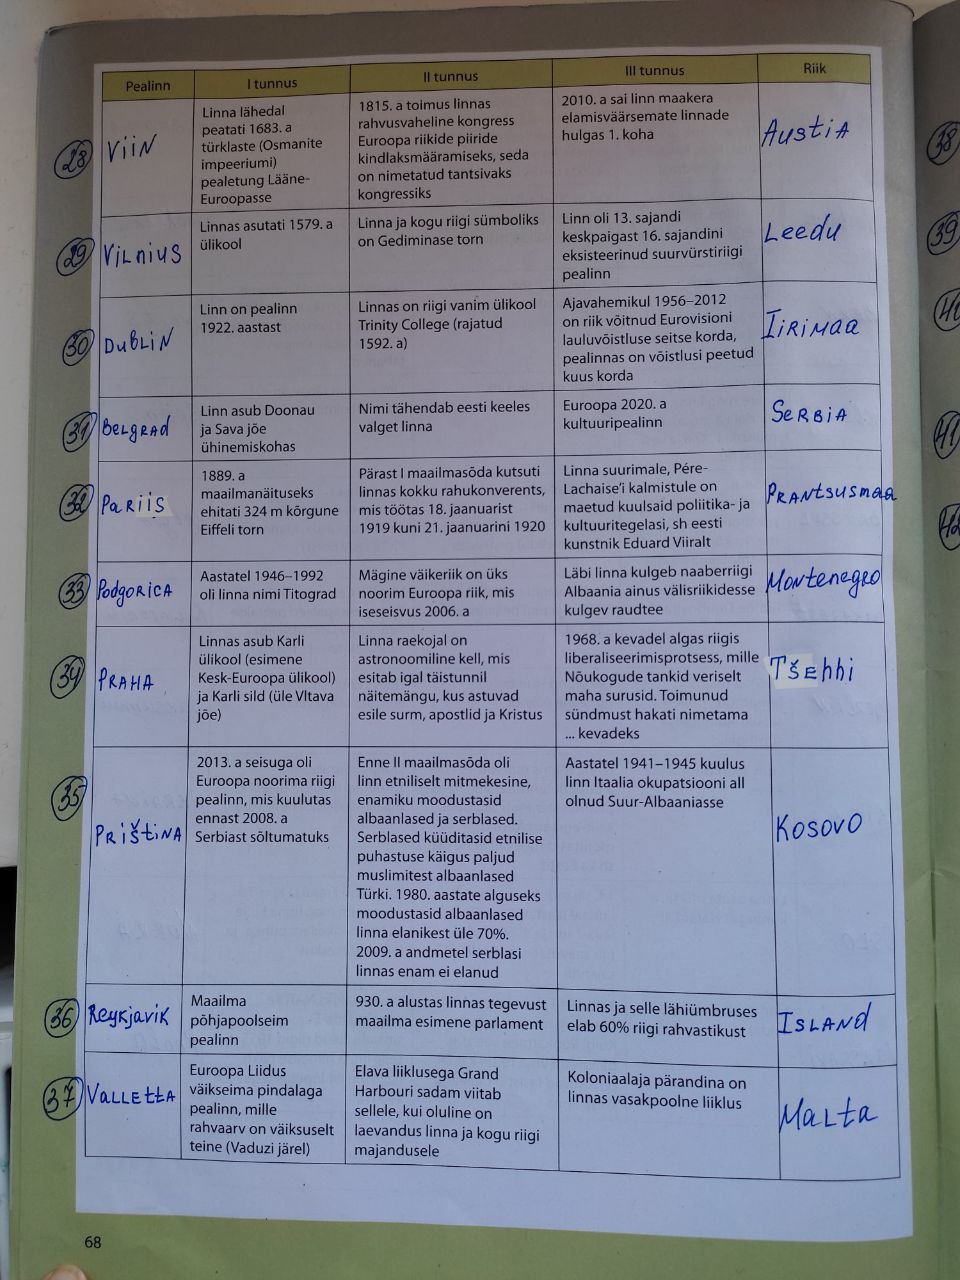 Pealinn I tunnus II tunnus III tunnus Riik
28
Viin
Linna lähedal
peatati 1683. a
türklaste (Osmanite
impeeriumi)
pealetung Lääne-
Euroopasse
1815. a toimus linnas
rahvusvaheline kongress
Euroopa riikide piiride
kindlaksmääramiseks, seda
on nimetatud tantsivaks
kongressiks
2010. a sai linn maakera
elamisväärsemate linnade
hulgas 1. koha
Austia
29
Vilnius
Linnas asutati 1579. a
ülikool
Linna ja kogu riigi sümboliks
on Gediminase torn
Linn oli 13. sajandi
keskpaigast 16. sajandini
eksisteerinud suurvürstiriigi
pealinn
Leedu
30
Dublin
Linn on pealinn
1922. aastast
Linnas on riigi vanim ülikool
Trinity College (rajatud
1592. a)
Ajavahemikul 1956–2012
on riik võitnud Eurovisioni
lauluvõistluse seitse korda,
pealinnas on võistlusi peetud
kuus korda
Iirimaa
31
Belgrad
Linn asub Doonau
ja Sava jõe
ühinemiskohas
Nimi tähendab eesti keeles
valget linna
Euroopa 2020. a
kultuuripealinn
Serbia
32
Pariis
1889. a
maailmanäituseks
ehitati 324 m kõrgune
Eiffeli torn
Pärast I maailmasõda kutsuti
linnas kokku rahukonverents,
mis töötas 18. jaanuarist
1919 kuni 21. jaanuarini 1920
Linna suurimale, Pére-
Lachaise'i kalmistule on
maetud kuulsaid poliitika- ja
kultuuritegelasi, sh eesti
kunstnik Eduard Viiralt
Prantsusmaa
33
Podgorica
Aastatel 1946–1992
oli linna nimi Titograd
Mägine väikeriik on üks
noorim Euroopa riik, mis
iseseisvus 2006. a
Läbi linna kulgeb naaberriigi
Albaania ainus välisriikidesse
kulgev raudtee
Montenegro
34
Praha
Linnas asub Karli
ülikool (esimene
Kesk-Euroopa ülikool)
ja Karli sild (üle Vltava
jõe)
Linna raekojal on
astronoomiline kell, mis
esitab igal täistunnil
näitemängu, kus astuvad
esile surm, apostlid ja Kristus
1968. a kevadel algas riigis
liberaliseerimisprotsess, mille
Nõukogude tankid veriselt
maha surusid. Toimunud
sündmust hakati nimetama
... kevadeks
Tšehhi
35
Priština
2013. a seisuga oli
Euroopa noorima riigi
pealinn, mis kuulutas
ennast 2008. a
Serbiast sõltumatuks
Enne II maailmasõda oli
linn etniliselt mitmekesine,
enamiku moodustasid
albaanlased ja serblased.
Serblased küüditasid etnilise
puhastuse käigus paljud
muslimitest albaanlased
Türki. 1980. aastate alguseks
moodustasid albaanlased
linna elanikest üle 70%.
2009. a andmetel serblasi
linnas enam ei elanud
Aastatel 1941–1945 kuulus
linn Itaalia okupatsiooni all
olnud Suur-Albaaniasse
Kosovo
36
Reykjavik
Maailma
põhjapoolseim
pealinn
930. a alustas linnas tegevust
maailma esimene parlament
Linnas ja selle lähiümbruses
elab 60% riigi rahvastikust
Island
37
Valletta
Euroopa Liidus
väikseima pindalaga
pealinn, mille
rahvaarv on väiksuselt
teine (Vaduzi järel)
Elava liiklusega Grand
Harbouri sadam viitab
sellele, kui oluline on
laevandus linna ja kogu riigi
majandusele
Koloniaalaja pärandina on
linnas vasakpoolne liiklus
Malta
68
38
39
40
41
42